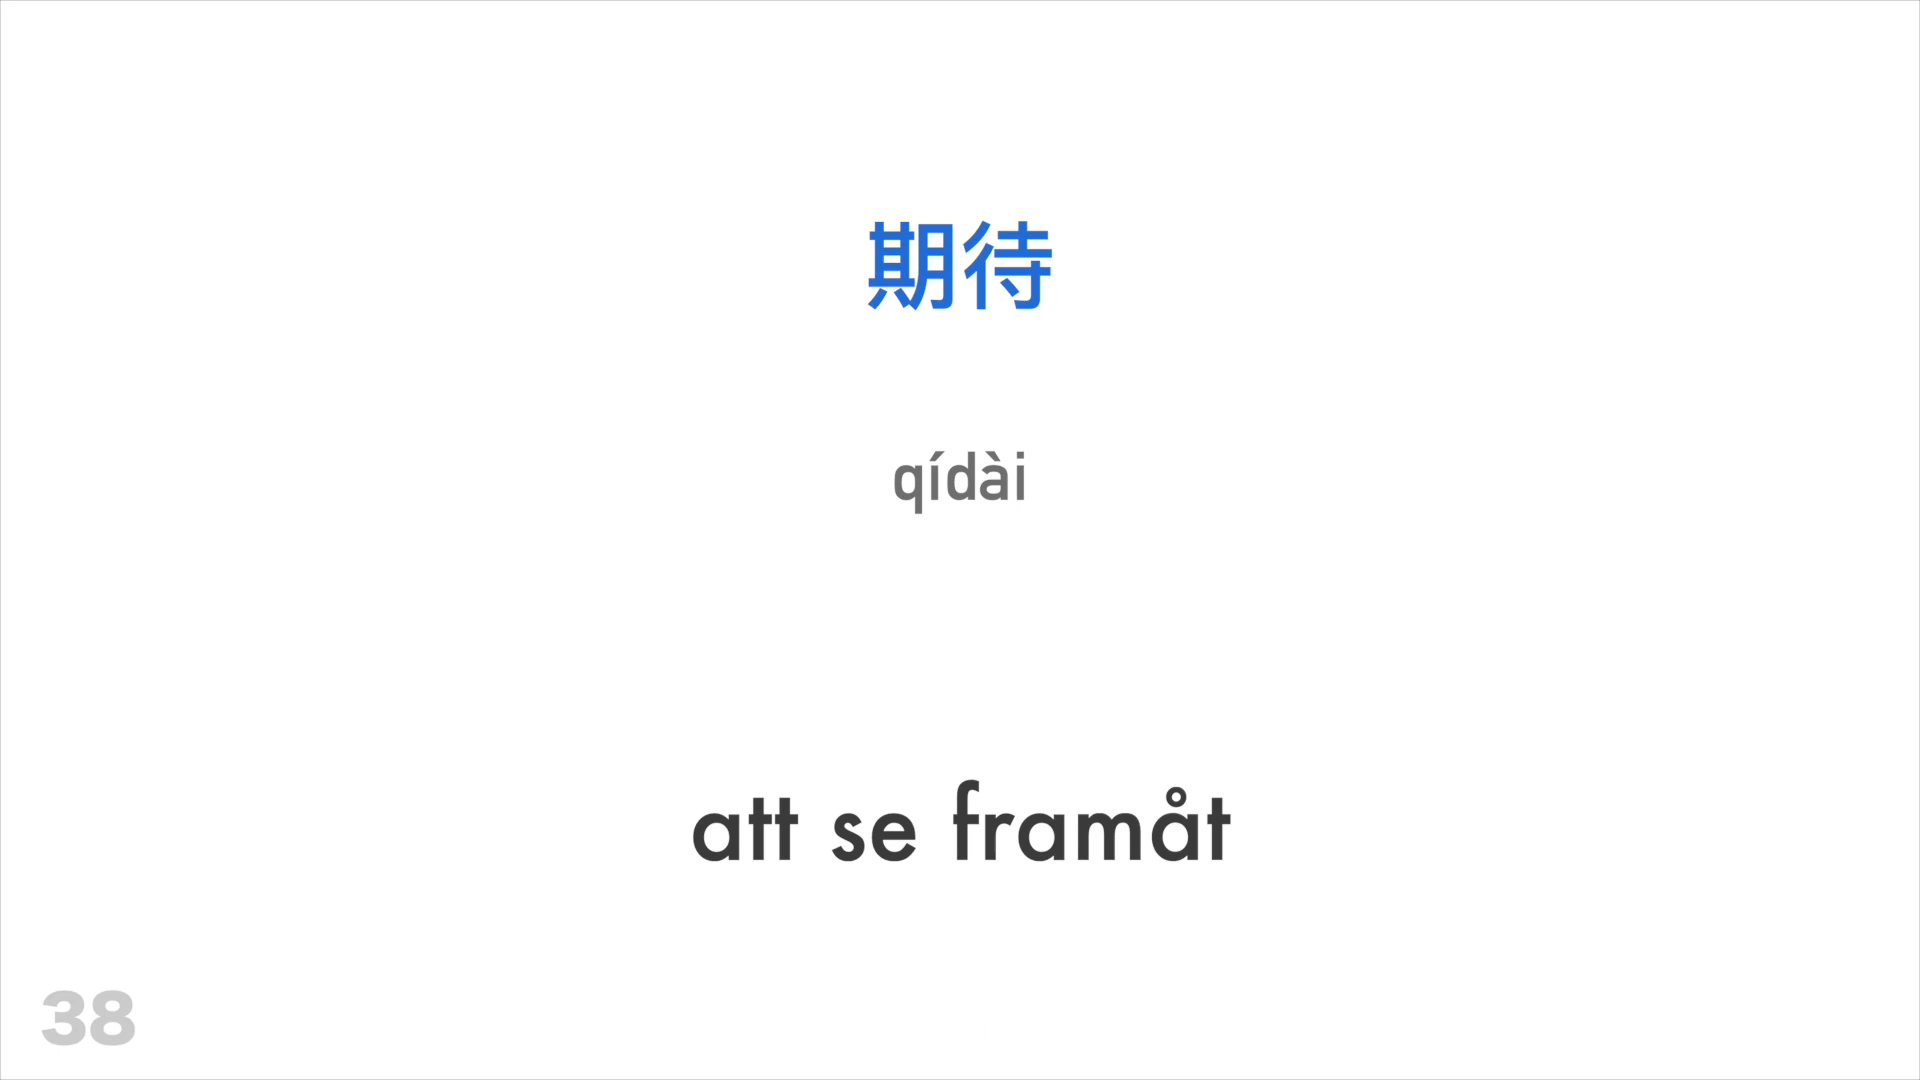 期待
qídài
att se framåt
38